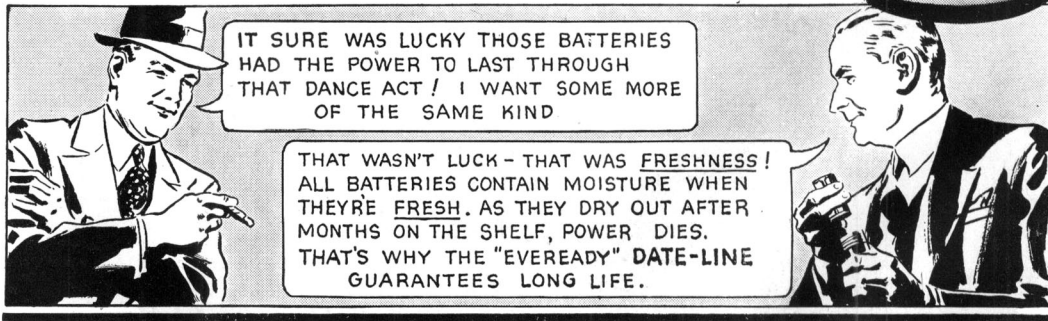 IT SURE WAS LUCKY THOSE BATTERIES
HAD THE POWER TO LAST THROUGH
THAT DANCE ACT! I WANT SOME MORE
OF THE SAME KIND
THAT WASN'T LUCK - THAT WAS FRESHNESS!
ALL BATTERIES CONTAIN MOISTURE WHEN
THEY'RE FRESH. AS THEY DRY OUT AFTER
MONTHS ON THE SHELF, POWER DIES.
THAT'S WHY THE "EVEREADY" DATE-LINE
GUARANTEES LONG LIFE.